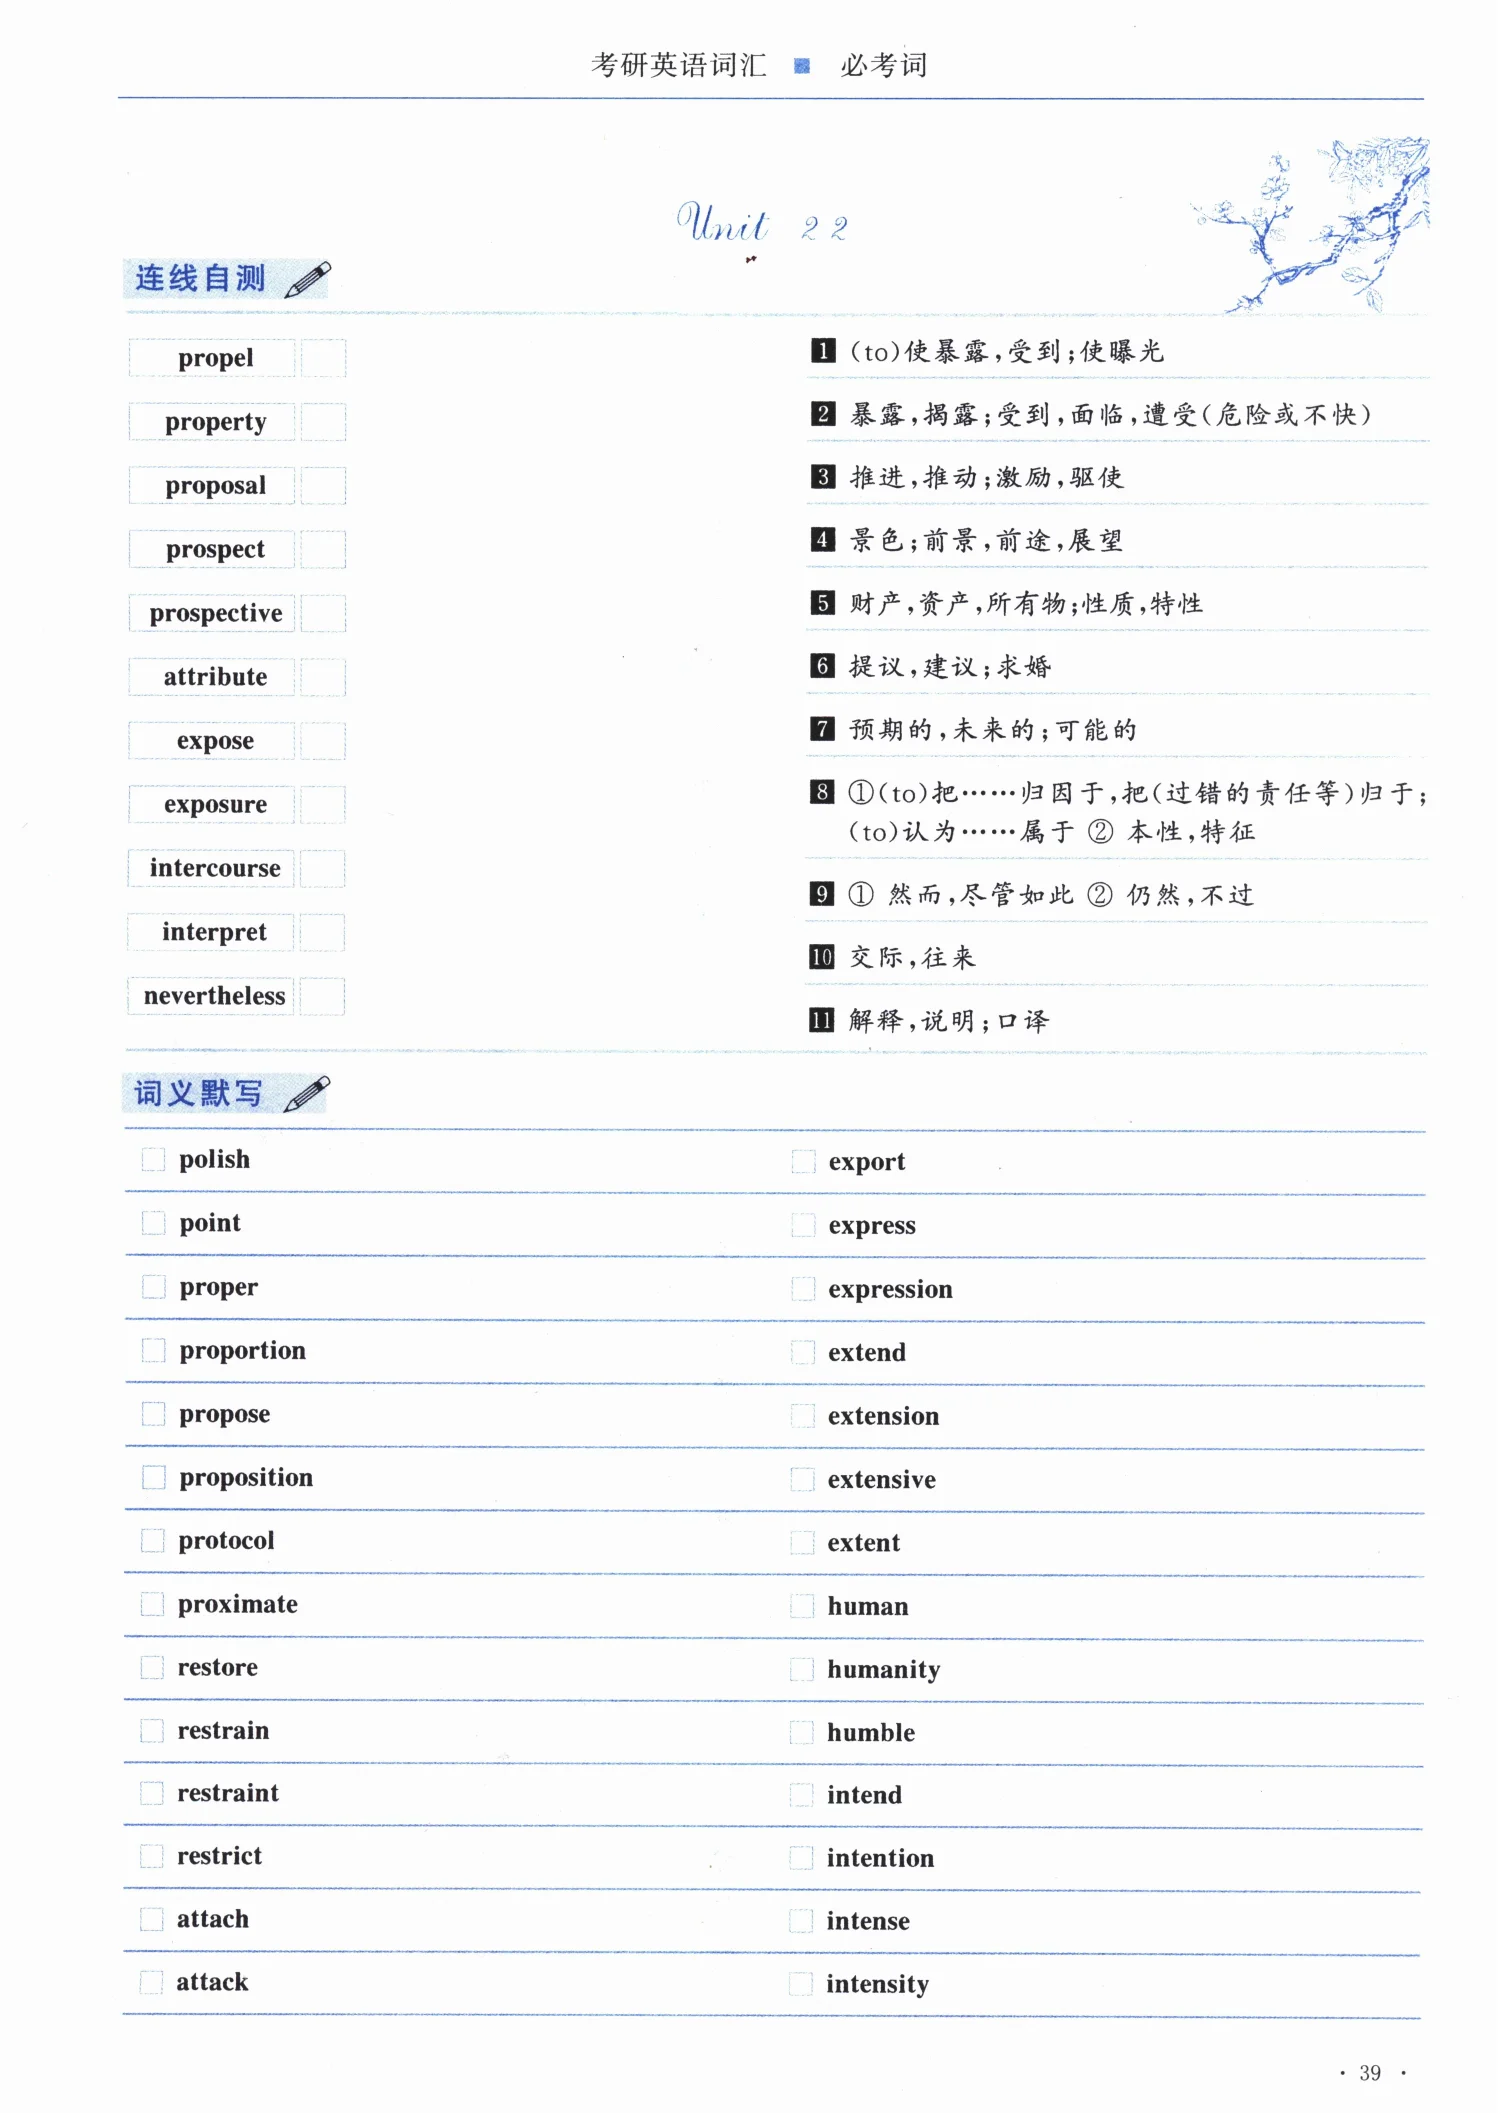 考研英语词汇 ■ 必考词
Unit 22
连线自测
propel
property
proposal
prospect
prospective
attribute
expose
exposure
intercourse
interpret
nevertheless
1 (to)使暴露,受到;使曝光
2 暴露,揭露;受到,面临,遭受(危险或不快)
3 推进,推动;激励,驱使
4 景色;前景,前途,展望
5 财产,资产,所有物;性质,特性
6 提议,建议;求婚
7 预期的,未来的;可能的
8 ①(to)把……归因于,把(过错的责任等)归于;
(to)认为……属于 ② 本性,特征
9 ① 然而,尽管如此 ② 仍然,不过
10 交际,往来
11 解释,说明;口译
词义默写
polish
point
proper
proportion
propose
proposition
protocol
proximate
restore
restrain
restraint
restrict
attach
attack
export
express
expression
extend
extension
extensive
extent
human
humanity
humble
intend
intention
intense
intensity
· 39 ·